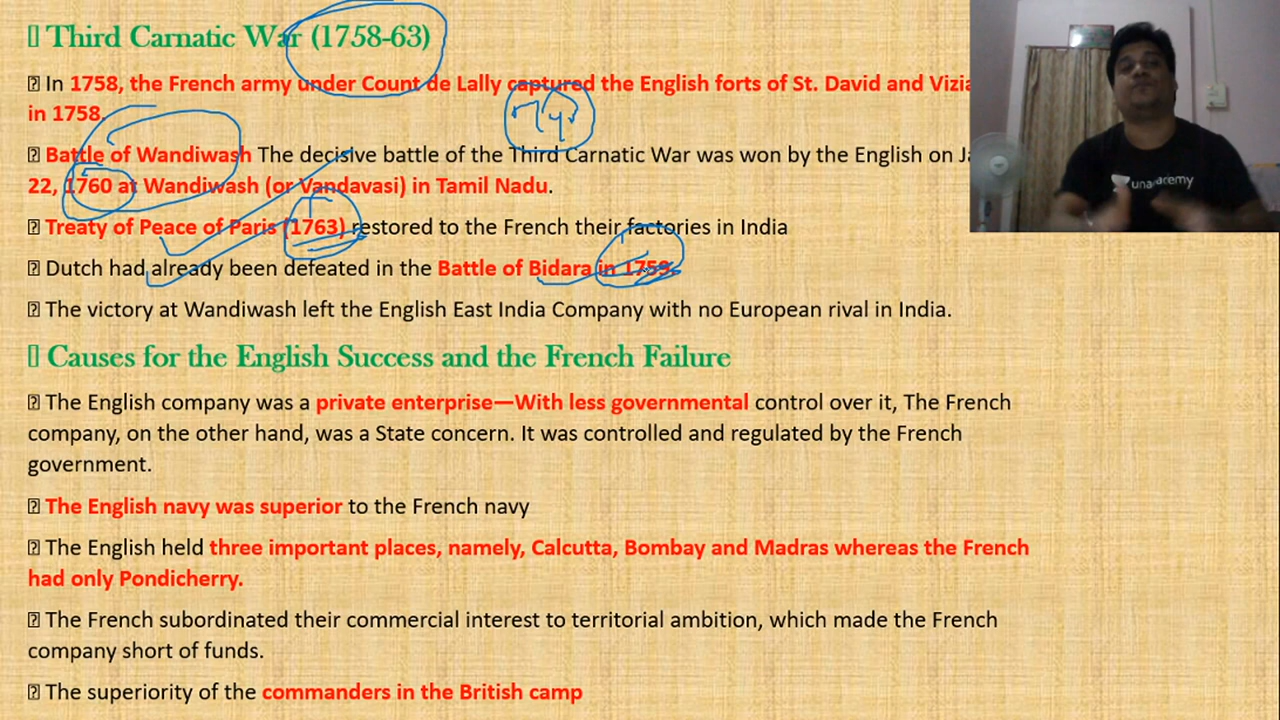 Third Carnatic War (1758-63)
In 1758, the French army under Count de Lally captured the English forts of St. David and Vizia
in 1758.
Battle of Wandiwash The decisive battle of the Third Carnatic War was won by the English on Ja
22, 1760 at Wandiwash (or Vandavasi) in Tamil Nadu.
Treaty of Peace of Paris (1763) restored to the French their factories in India
Dutch had already been defeated in the Battle of Bidara in 1759.
The victory at Wandiwash left the English East India Company with no European rival in India.
Causes for the English Success and the French Failure
The English company was a private enterprise—With less governmental control over it, The French
company, on the other hand, was a State concern. It was controlled and regulated by the French
government.
The English navy was superior to the French navy
The English held three important places, namely, Calcutta, Bombay and Madras whereas the French
had only Pondicherry.
The French subordinated their commercial interest to territorial ambition, which made the French
company short of funds.
The superiority of the commanders in the British camp